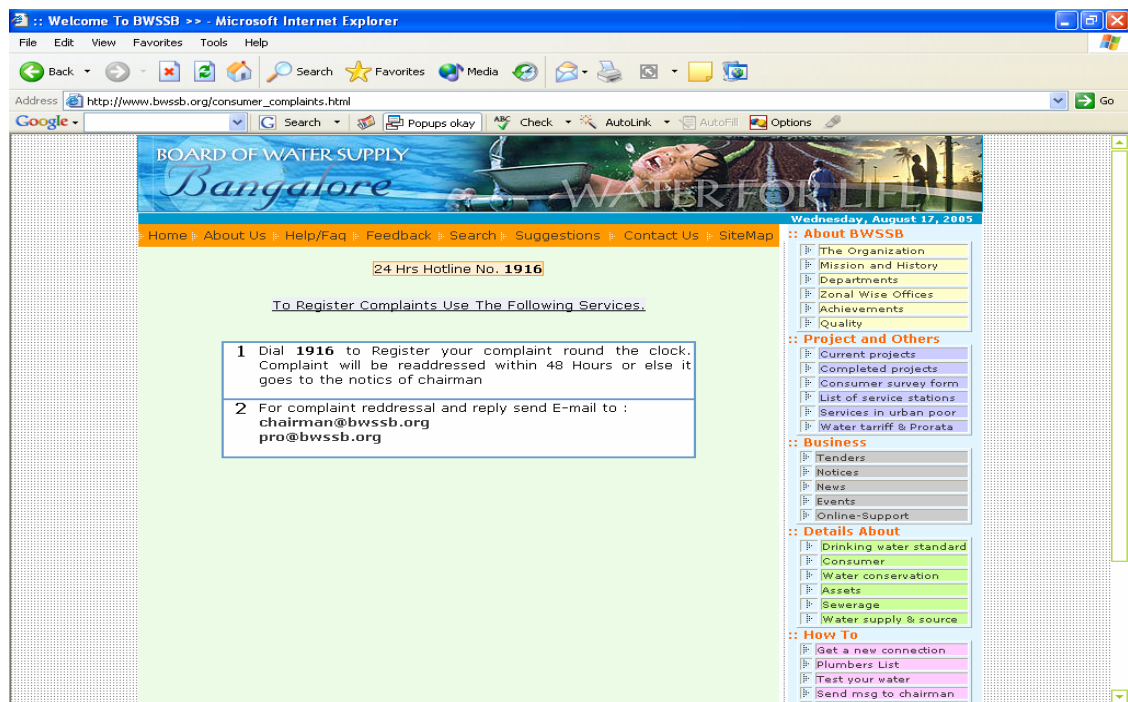 :: Welcome To BWSSB >> - Microsoft Internet Explorer
File Edit View Favorites Tools Help
Back Search Favorites Media
Address http://www.bwssb.org/consumer_complaints.html Go
Google Search Popups okay ABC Check AutoLink AutoFill Options
BOARD OF WATER SUPPLY
Bangalore
WATER FOR LIFE
Wednesday, August 17, 2005
Home About Us Help/Faq Feedback Search Suggestions Contact Us SiteMap
24 Hrs Hotline No. 1916
To Register Complaints Use The Following Services.
1 Dial 1916 to Register your complaint round the clock.
Complaint will be readdressed within 48 Hours or else it
goes to the notics of chairman
2 For complaint reddressal and reply send E-mail to :
chairman@bwssb.org
pro@bwssb.org
:: About BWSSB
The Organization
Mission and History
Departments
Zonal Wise Offices
Achievements
Quality
:: Project and Others
Current projects
Completed projects
Consumer survey form
List of service stations
Services in urban poor
Water tarriff & Prorata
:: Business
Tenders
Notices
News
Events
Online-Support
:: Details About
Drinking water standard
Consumer
Water conservation
Assets
Sewerage
Water supply & source
:: How To
Get a new connection
Plumbers List
Test your water
Send msg to chairman